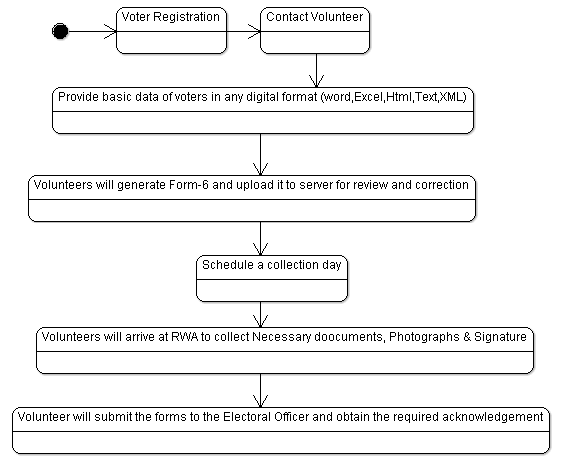 Voter Registration
Contact Volunteer
Provide basic data of voters in any digital format (word,Excel,Html,Text,XML)
Volunteers will generate Form-6 and upload it to server for review and correction
Schedule a collection day
Volunteers will arrive at RWA to collect Necessary doocuments, Photographs & Signature
Volunteer will submit the forms to the Electoral Officer and obtain the required acknowledgement